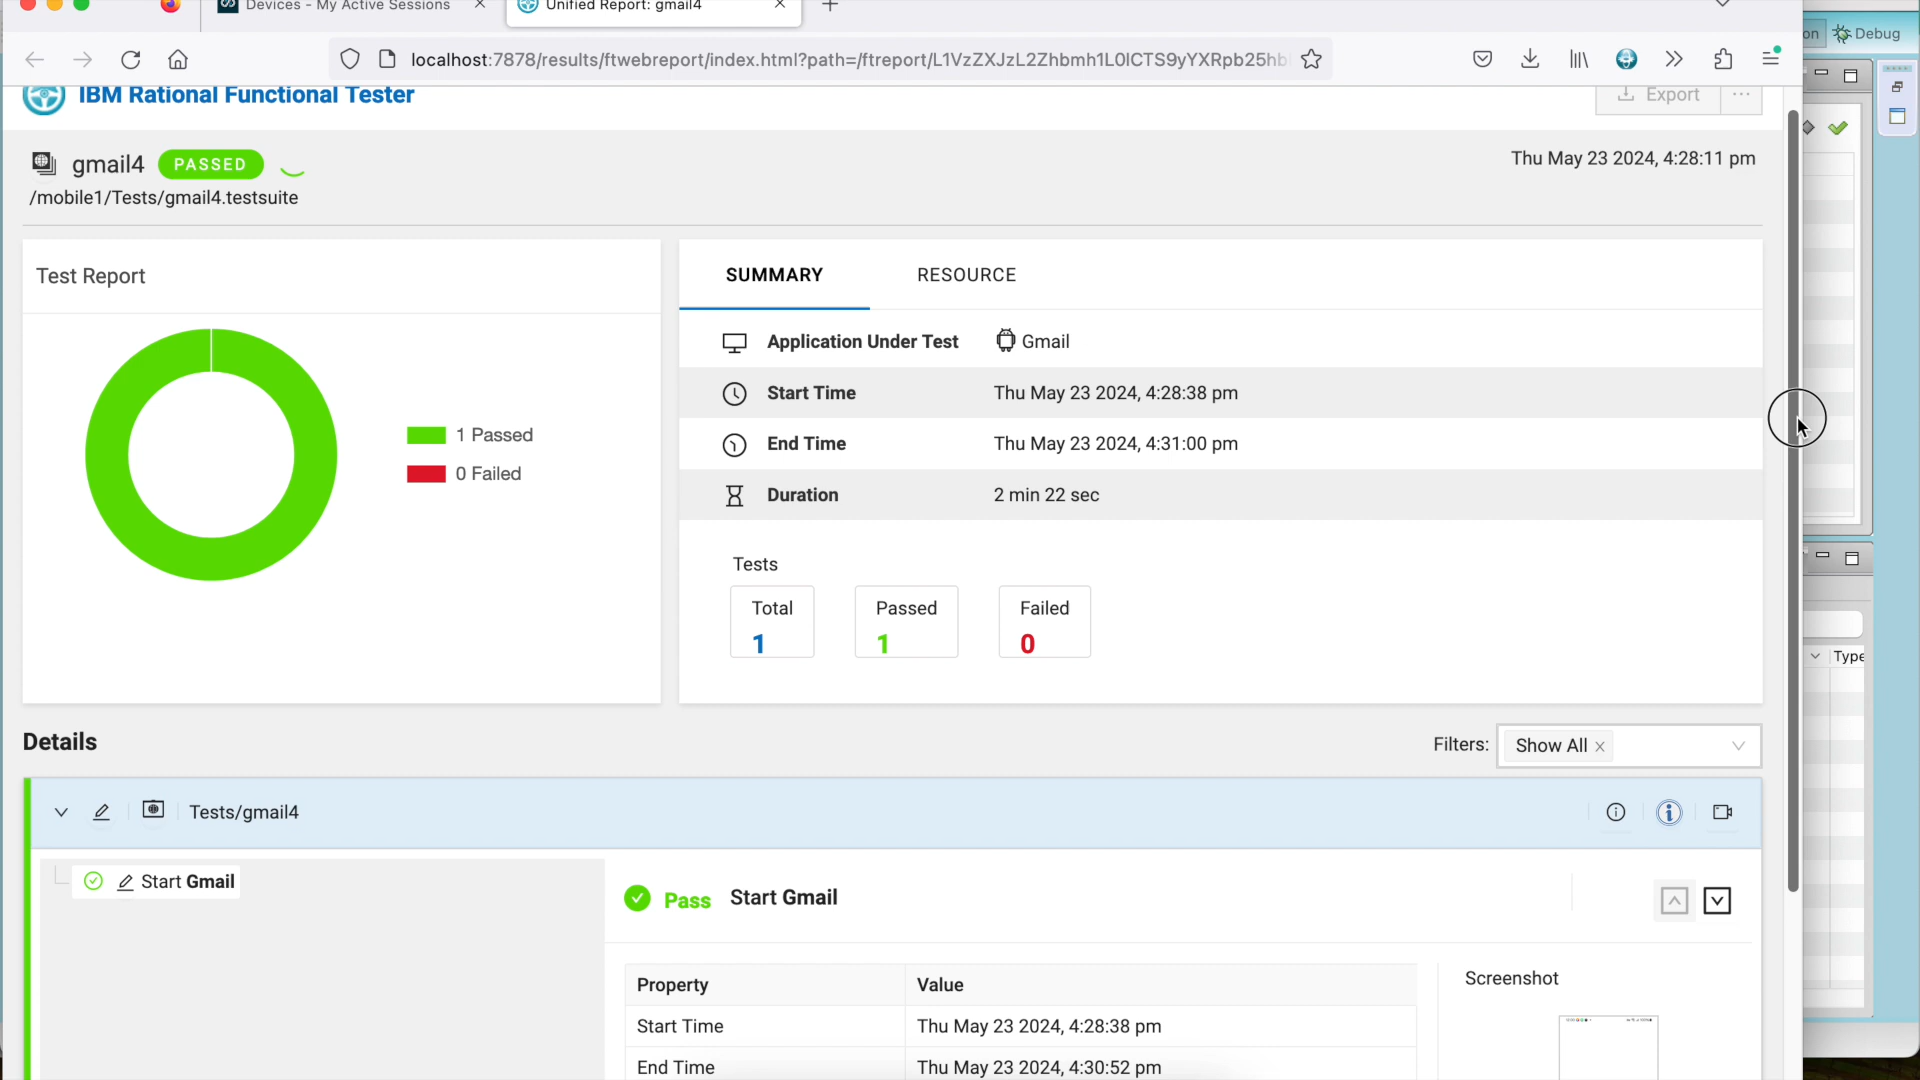 Devices - My Active Sessions
Unified Report: gmail4
localhost:7878/results/ftwebreport/index.html?path=/ftreport/L1VzZXJzL2Zhbmh1L0lCTS9yYXRpb25hb
on
Debug
IBM Rational Functional Tester
Export
gmail4
PASSED
Thu May 23 2024, 4:28:11 pm
/mobile1/Tests/gmail4.testsuite
Test Report
SUMMARY
RESOURCE
Application Under Test
Gmail
Start Time
Thu May 23 2024, 4:28:38 pm
1 Passed
End Time
Thu May 23 2024, 4:31:00 pm
0 Failed
Duration
2 min 22 sec
Tests
Total
Passed
Failed
1
1
0
Type
Details
Filters:
Show All
Tests/gmail4
Start Gmail
Pass
Start Gmail
Property
Value
Screenshot
Start Time
Thu May 23 2024, 4:28:38 pm
End Time
Thu May 23 2024, 4:30:52 pm